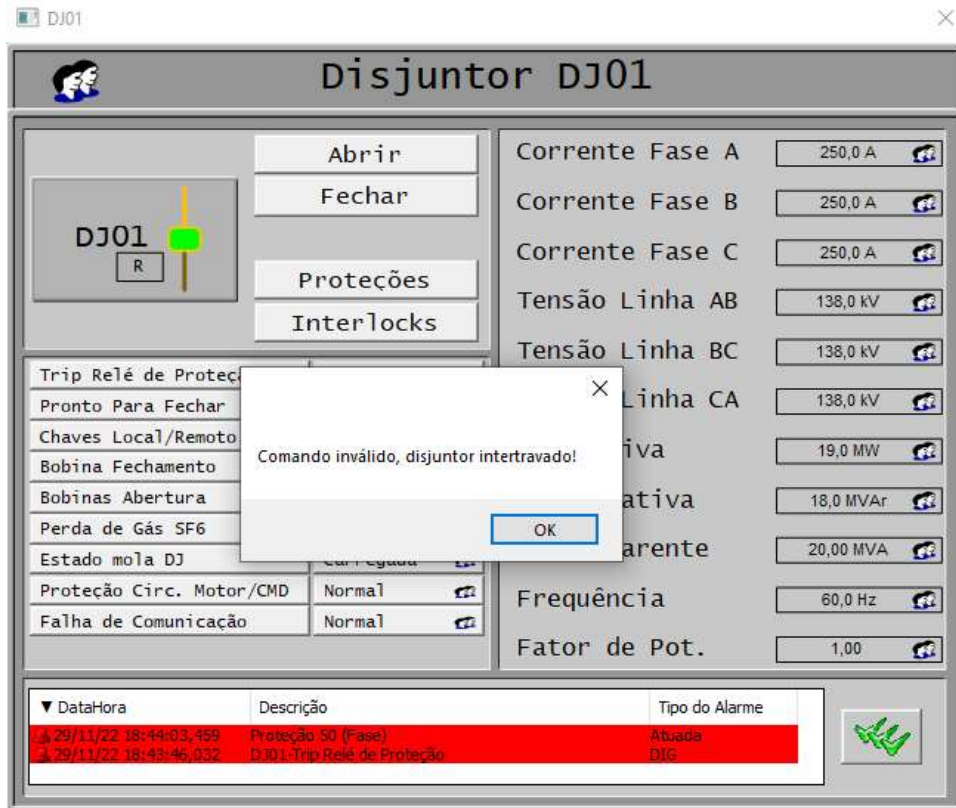 DJ01
Disjuntor DJ01
Abrir
Fechar
DJ01
R
Proteções
Interlocks
Corrente Fase A 250,0 A
Corrente Fase B 250,0 A
Corrente Fase C 250,0 A
Tensão Linha AB 138,0 kV
Tensão Linha BC 138,0 kV
Linha CA 138,0 kV
iva 19,0 MW
ativa 18,0 MVAr
arente 20,00 MVA
Frequência 60,0 Hz
Fator de Pot. 1,00
Trip Relé de Proteç
Pronto Para Fechar
Chaves Local/Remoto
Bobina Fechamento
Bobinas Abertura
Perda de Gás SF6
Estado mola DJ Carregada
Proteção Circ. Motor/CMD Normal
Falha de Comunicação Normal
Comando inválido, disjuntor intertravado!
OK
▼ DataHora Descrição Tipo do Alarme
29/11/22 18:44:03,459 Proteção 50 (Fase) Atuada
29/11/22 18:43:46,032 DJ01-Trip Relé de Proteção DIG